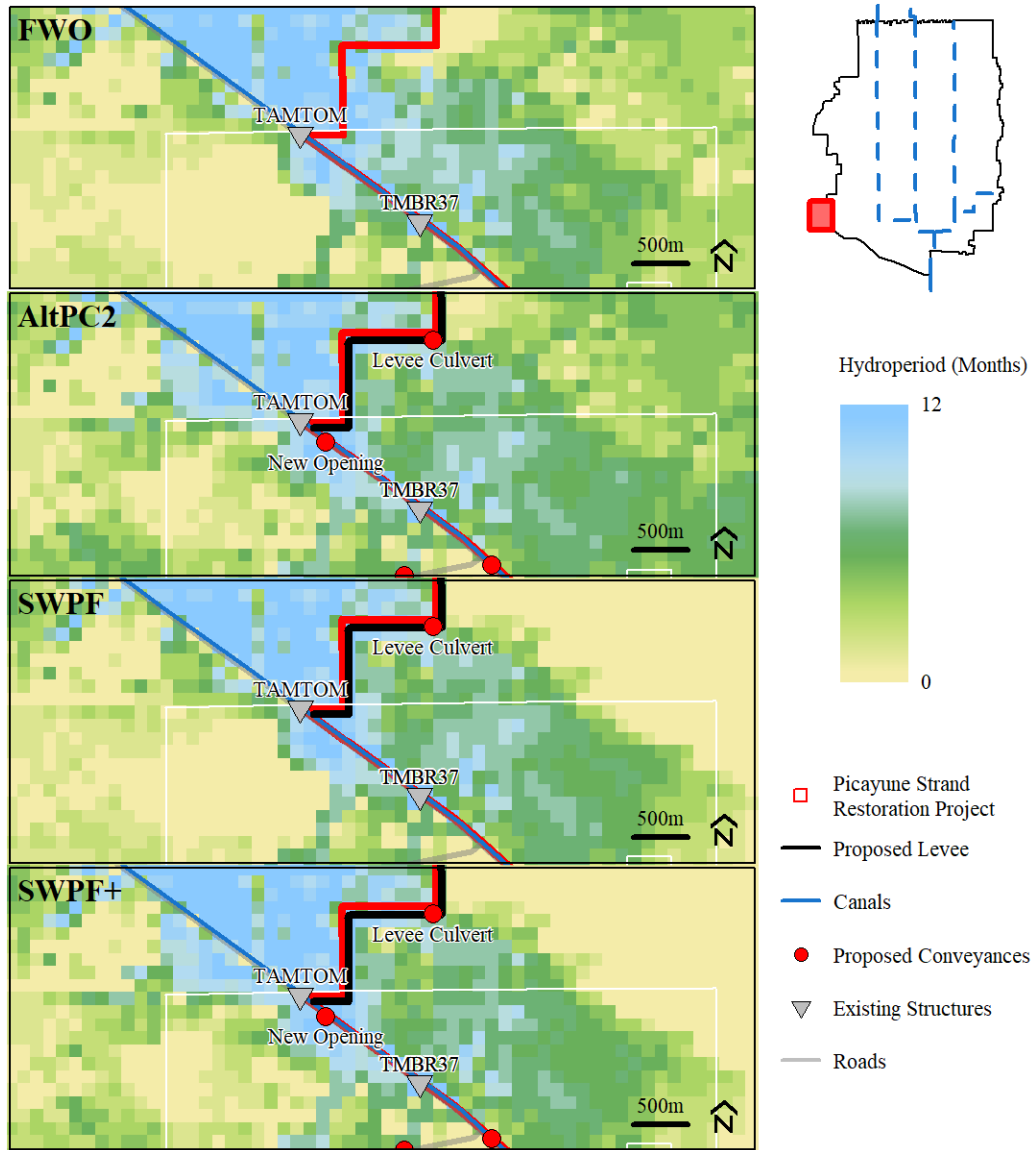 FWO
TAMTOM
TMBR37
500m
N
AltPC2
Levee Culvert
TAMTOM
New Opening
TMBR37
500m
N
SWPF
Levee Culvert
TAMTOM
TMBR37
500m
N
SWPF+
Levee Culvert
TAMTOM
New Opening
TMBR37
500m
N
Hydroperiod (Months)
12
0
Picayune Strand
Restoration Project
Proposed Levee
Canals
Proposed Conveyances
Existing Structures
Roads